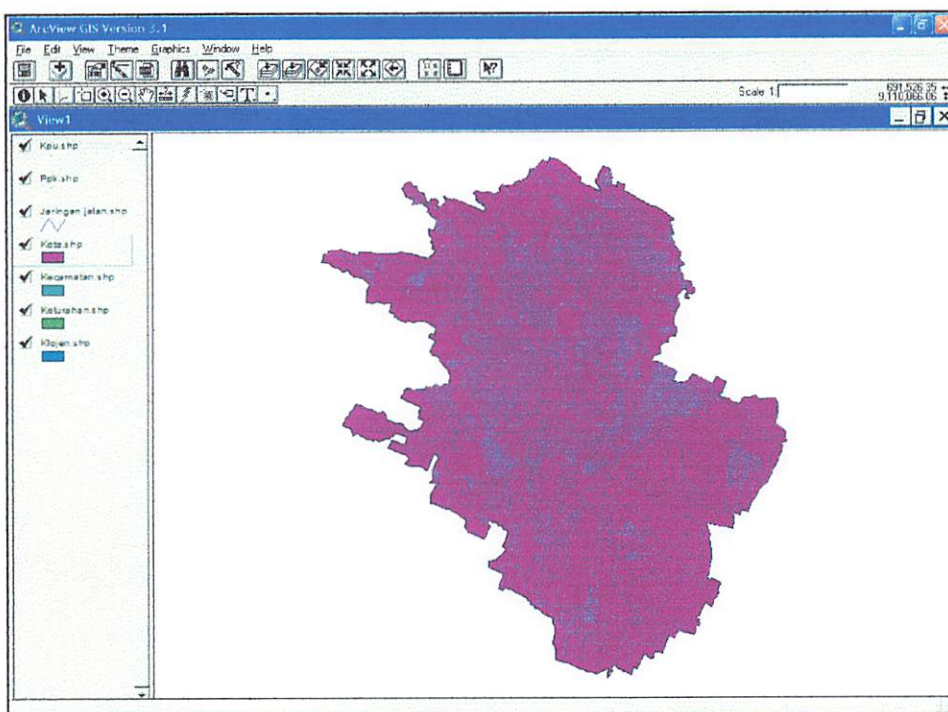 ArcView GIS Version 3.1
File Edit View Theme Graphics Window Help
Scale 1:
691,526.35
9,110,066.06
View1
Kpu.shp
Ppk.shp
Jaringan jalan.shp
Kota.shp
Kecamatan.shp
Kelurahan.shp
Klojen.shp